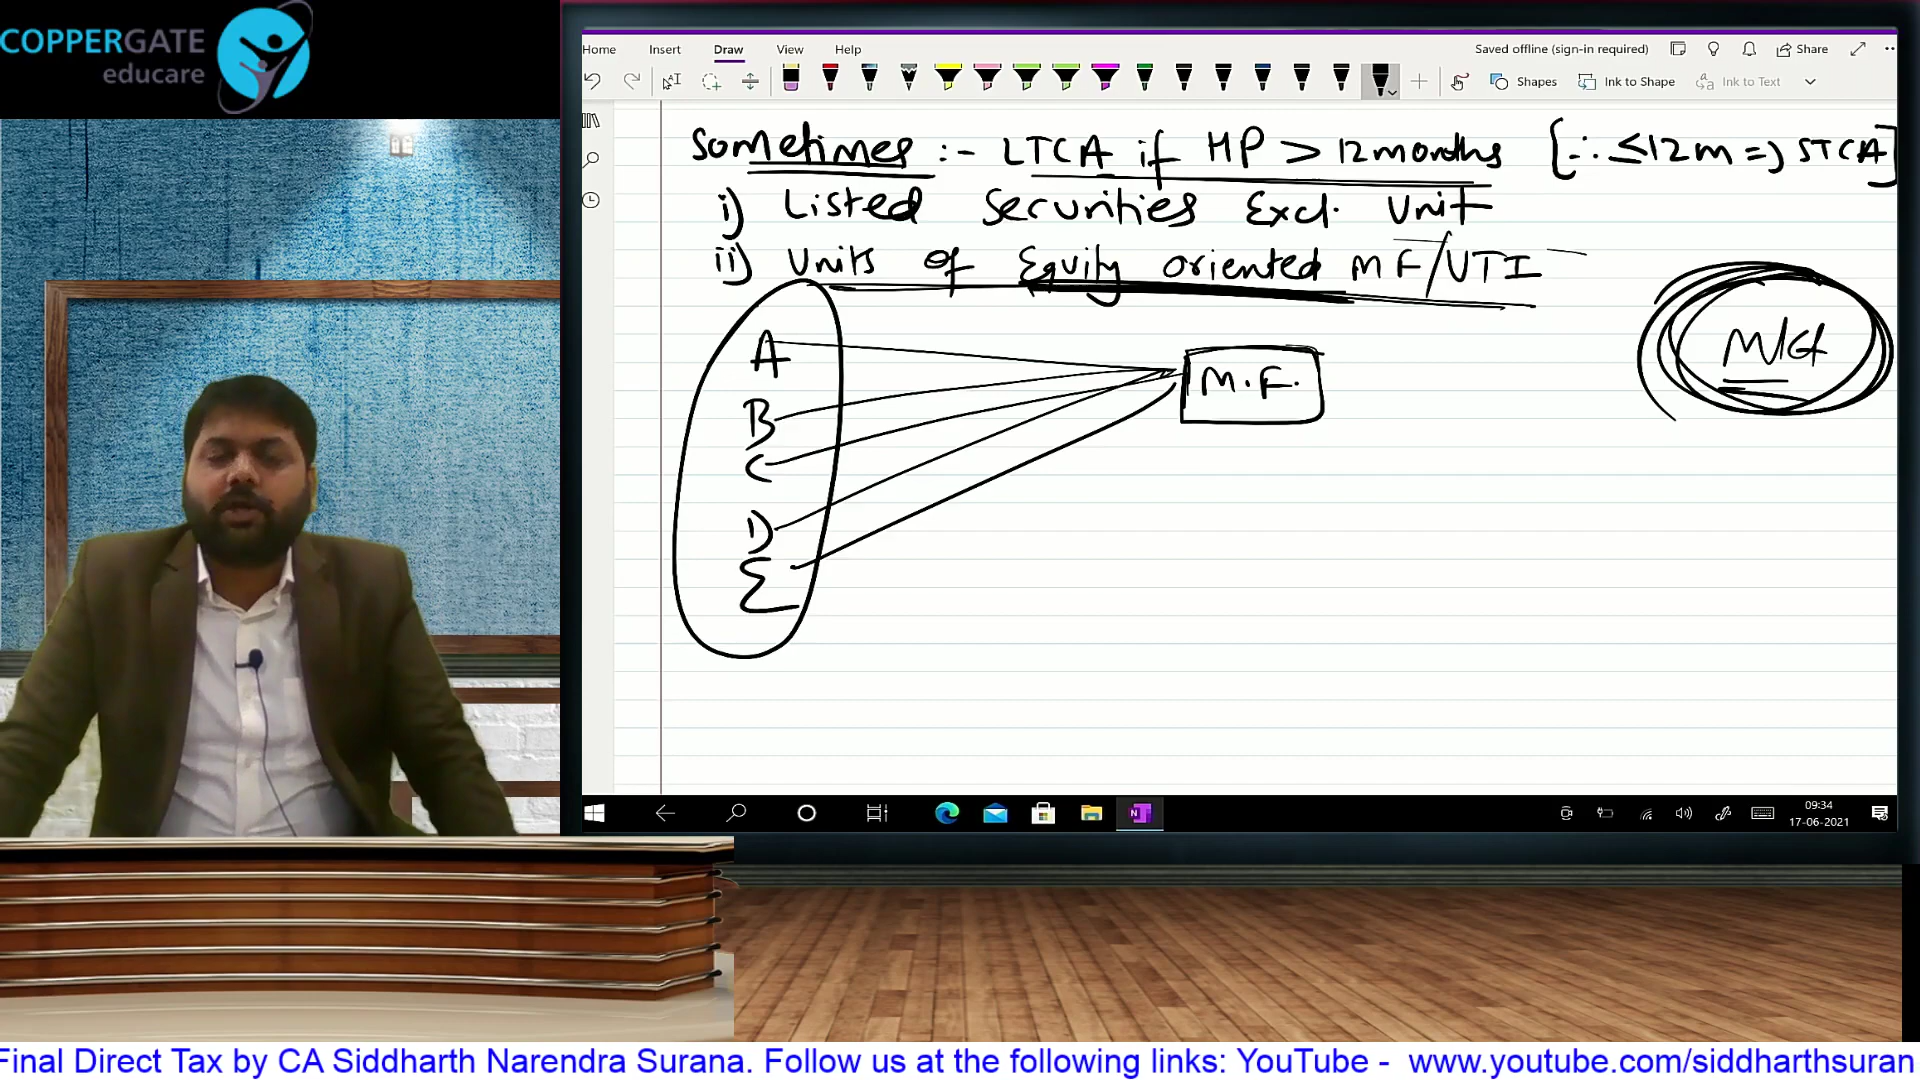 COPPERGATE
educare
Home Insert Draw View Help
Saved offline (sign-in required) Share
Shapes Ink to Shape Ink to Text
Sometimes :- LTCA if HP > 12 months [∴ ≤12m => STCA]
i) Listed Securities Excl. Unit
ii) Units of Equity oriented MF/UTI
A
B
C
D
E
M.F.
09:34
17-06-2021
Final Direct Tax by CA Siddharth Narendra Surana. Follow us at the following links: YouTube - www.youtube.com/siddharthsuran